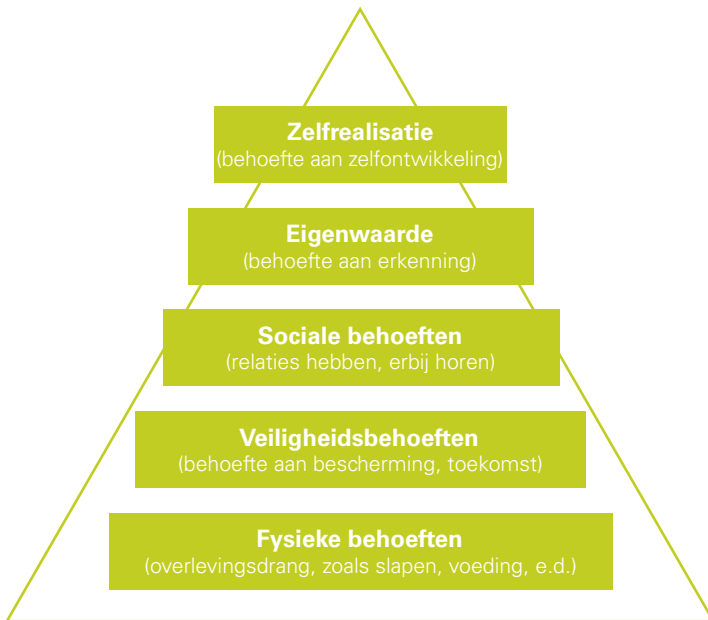 Zelfrealisatie
(behoefte aan zelfontwikkeling)
Eigenwaarde
(behoefte aan erkenning)
Sociale behoeften
(relaties hebben, erbij horen)
Veiligheidsbehoeften
(behoefte aan bescherming, toekomst)
Fysieke behoeften
(overlevingsdrang, zoals slapen, voeding, e.d.)